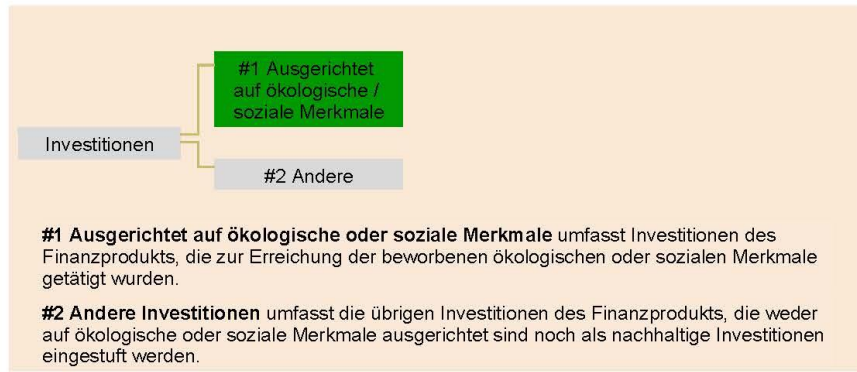 #1 Ausgerichtet
auf ökologische /
soziale Merkmale
Investitionen
#2 Andere
#1 Ausgerichtet auf ökologische oder soziale Merkmale umfasst Investitionen des
Finanzprodukts, die zur Erreichung der beworbenen ökologischen oder sozialen Merkmale
getätigt wurden.
#2 Andere Investitionen umfasst die übrigen Investitionen des Finanzprodukts, die weder
auf ökologische oder soziale Merkmale ausgerichtet sind noch als nachhaltige Investitionen
eingestuft werden.